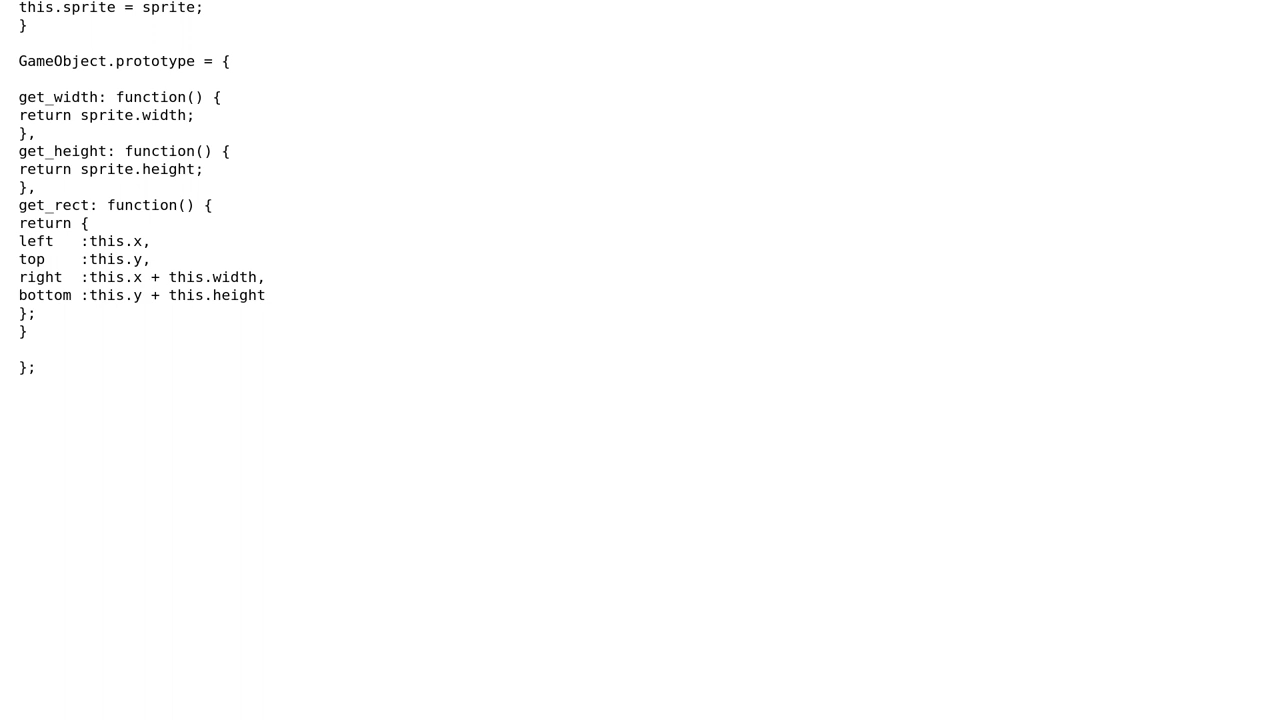 this.sprite = sprite;
}

GameObject.prototype = {

get_width: function() {
return sprite.width;
},
get_height: function() {
return sprite.height;
},
get_rect: function() {
return {
left   :this.x,
top    :this.y,
right  :this.x + this.width,
bottom :this.y + this.height
};
}

};